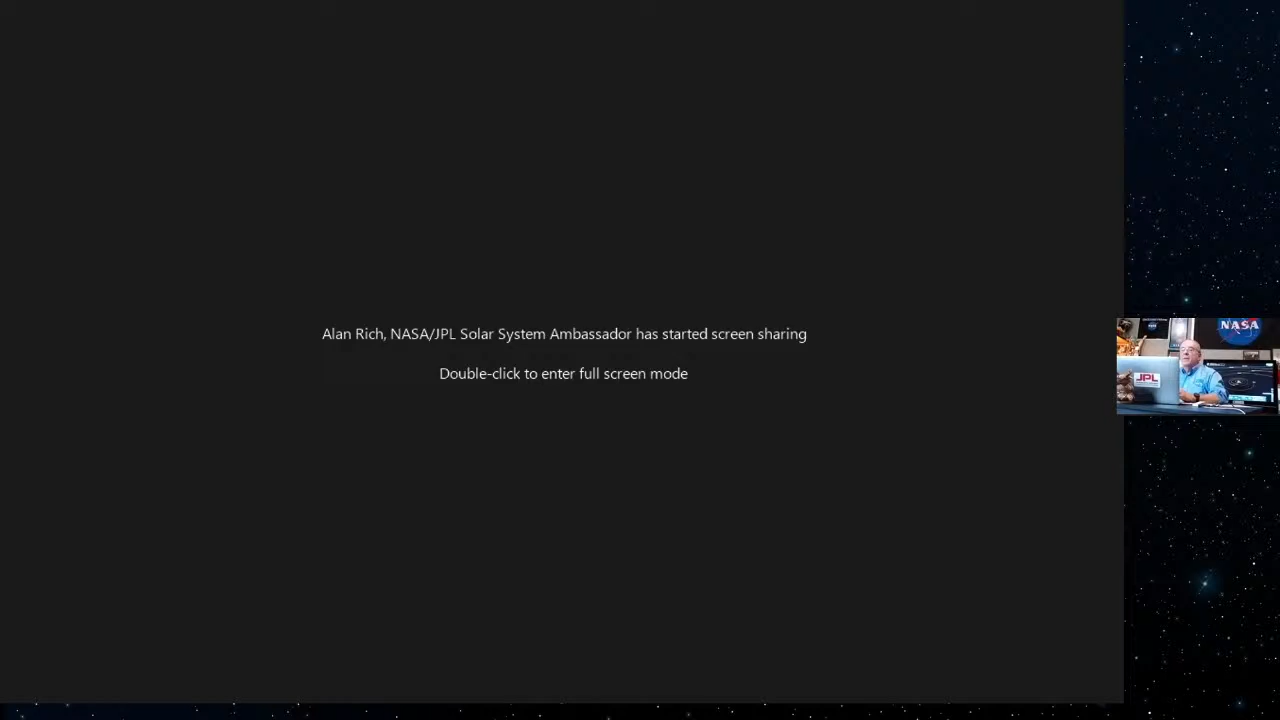 Alan Rich, NASA/JPL Solar System Ambassador has started screen sharing
Double-click to enter full screen mode
NASA
JPL